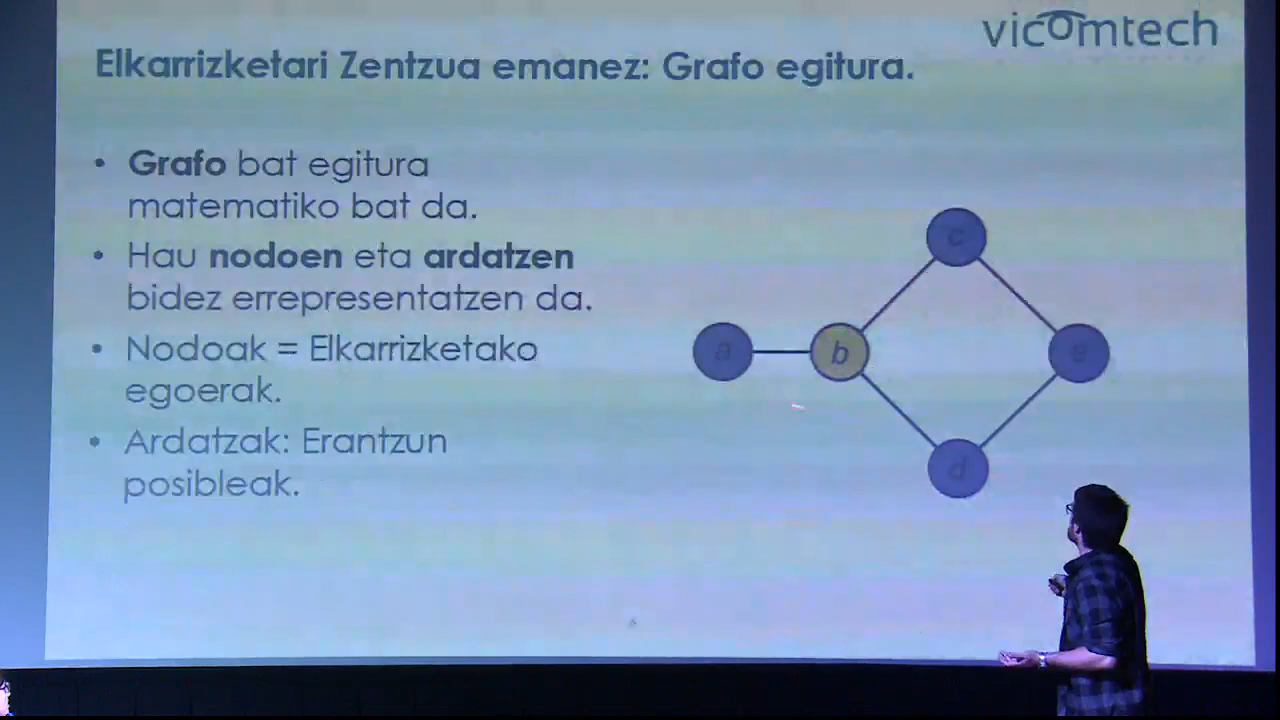 vicomtech
Elkarrizketari Zentzua emanez: Grafo egitura.
• Grafo bat egitura
matematiko bat da.
• Hau nodoen eta ardatzen
bidez errepresentatzen da.
• Nodoak = Elkarrizketako
egoerak.
• Ardatzak: Erantzun
posibleak.
c
a b e
d